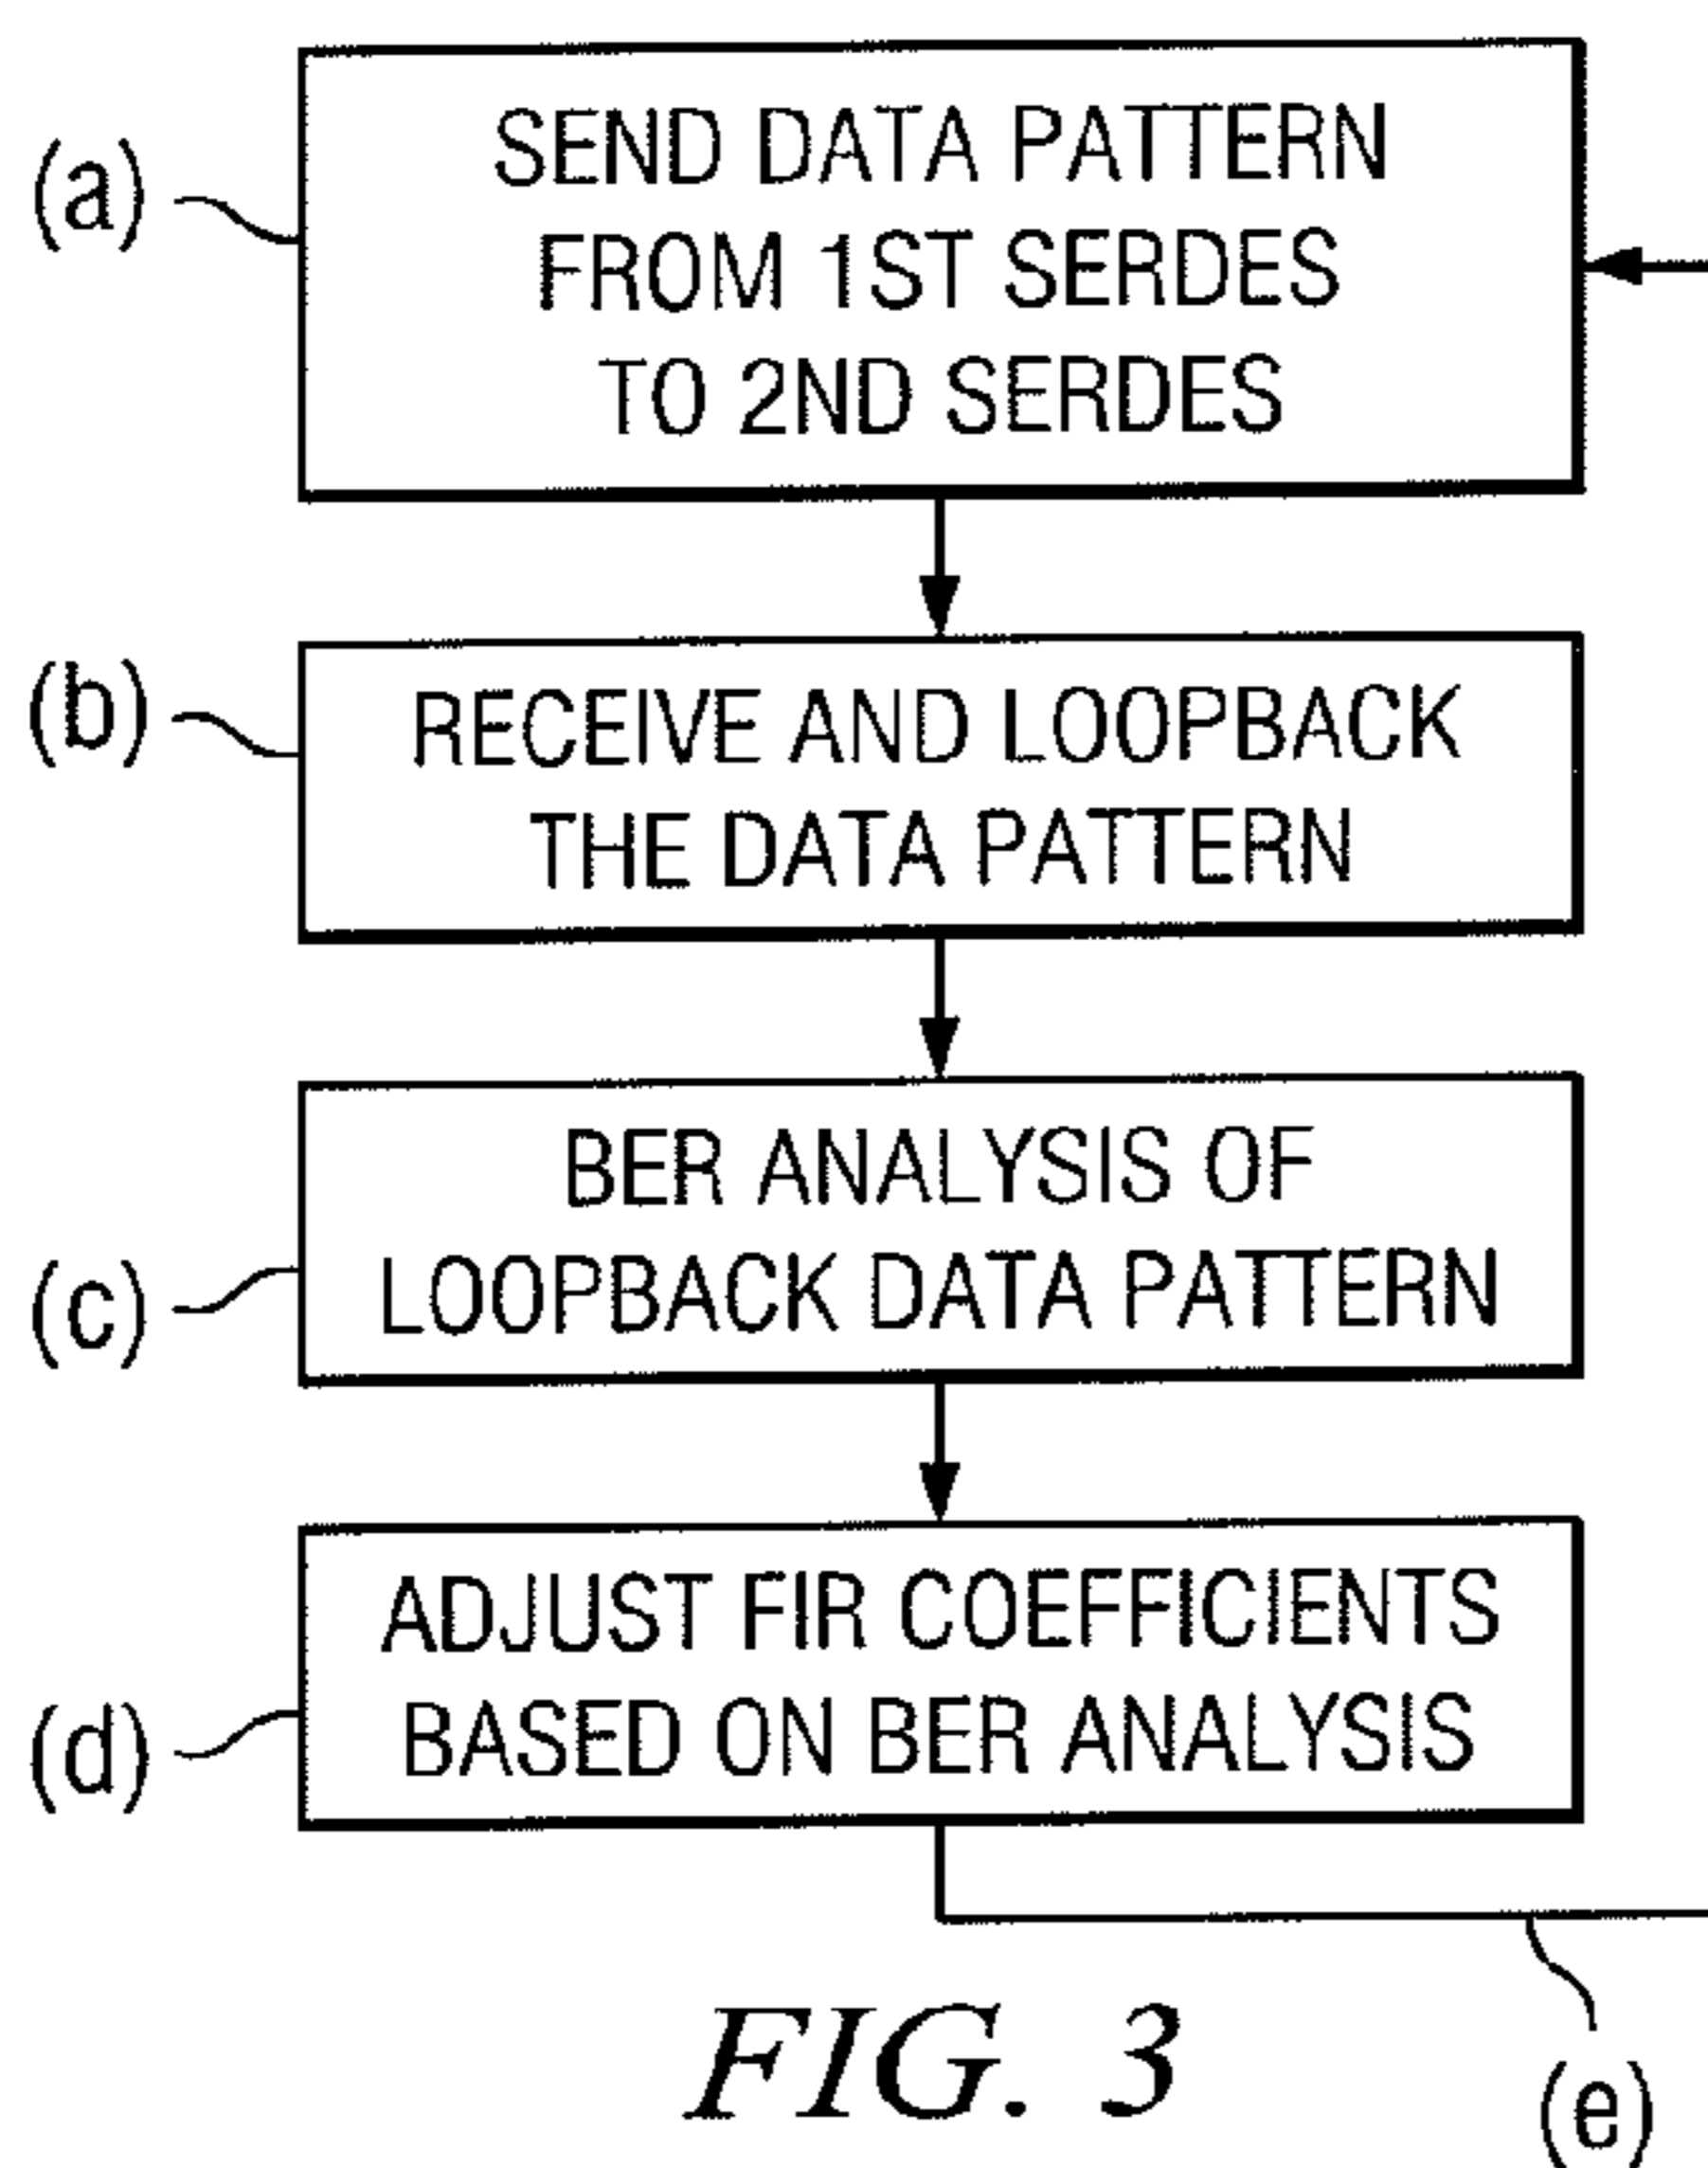 (a)
SEND DATA PATTERN
FROM 1ST SERDES
TO 2ND SERDES
(b)
RECEIVE AND LOOPBACK
THE DATA PATTERN
(c)
BER ANALYSIS OF
LOOPBACK DATA PATTERN
(d)
ADJUST FIR COEFFICIENTS
BASED ON BER ANALYSIS
(e)
FIG. 3